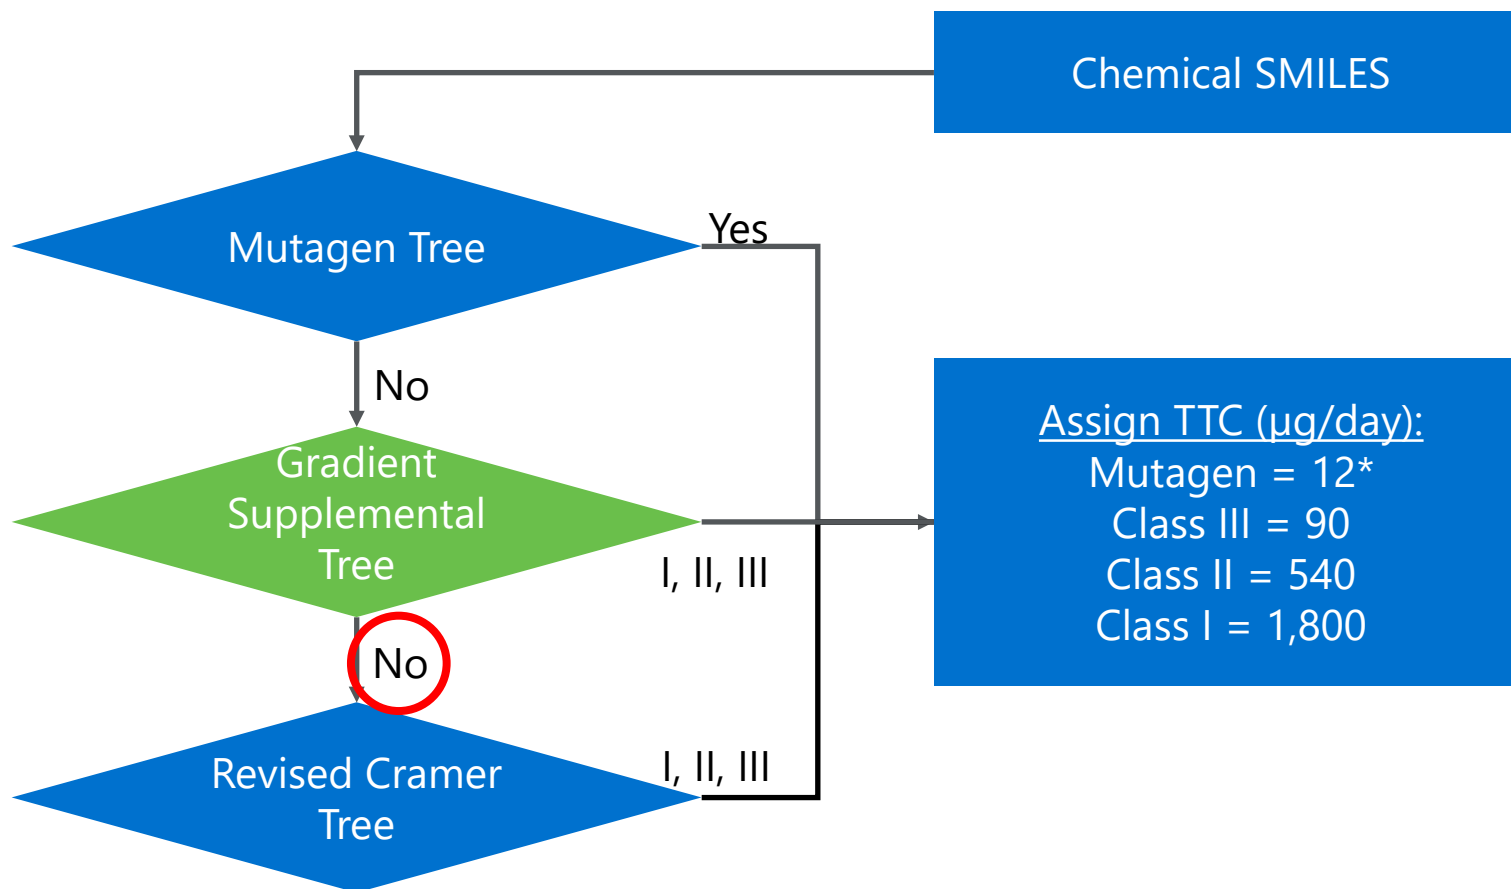 Chemical SMILES
Mutagen Tree
Yes
No
Gradient
Supplemental
Tree
I, II, III
Assign TTC (µg/day):
Mutagen = 12*
Class III = 90
Class II = 540
Class I = 1,800
No
Revised Cramer
Tree
I, II, III